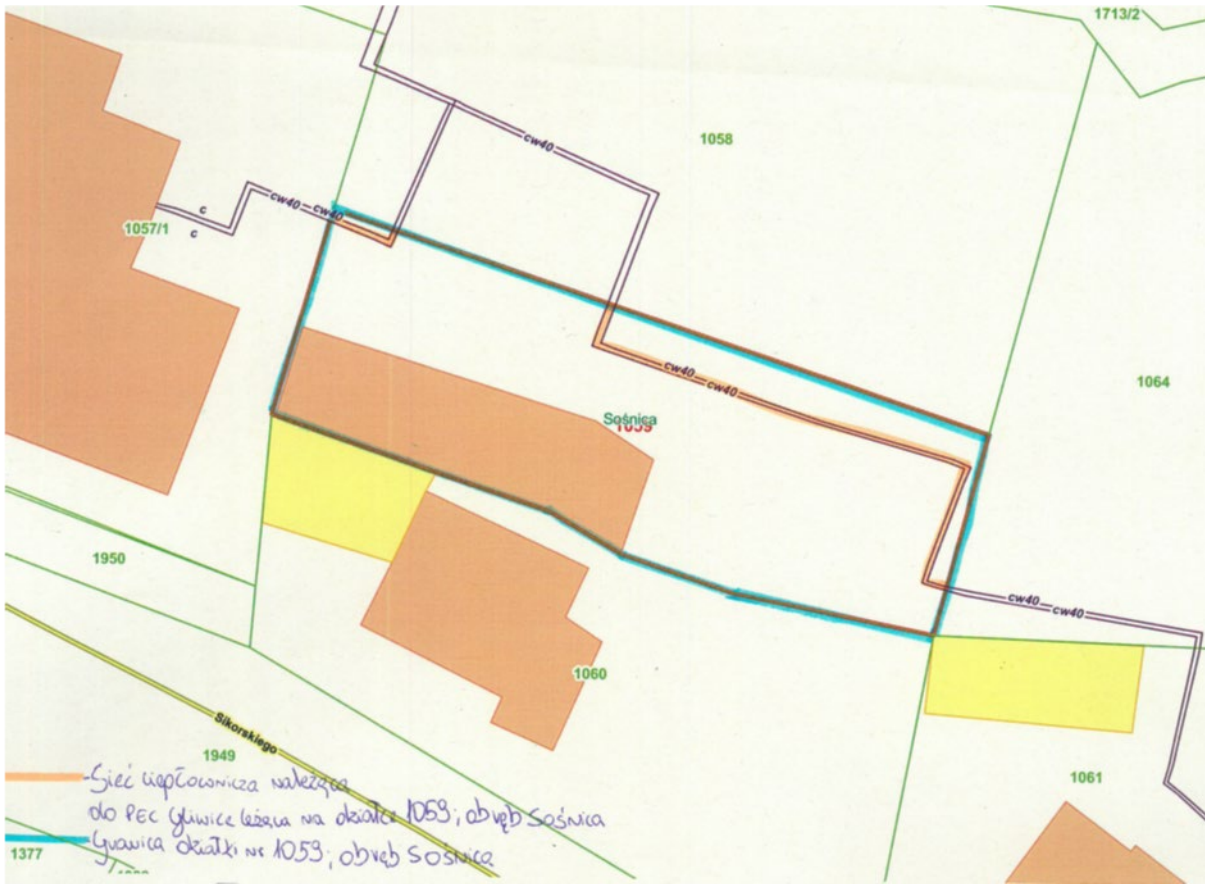 1713/2
cw40
1058
cw40 cw40
c
c
1057/1
cw40
cw40
1064
Sośnica
1059
1950
cw40
cw40
1060
Sikorskiego
1949
1061
- Sieć ciepłownicza należąca
do PEC Gliwice leżąca na działce 1059; obręb Sośnica
- Granica działki nr 1059; obręb Sośnica
1377